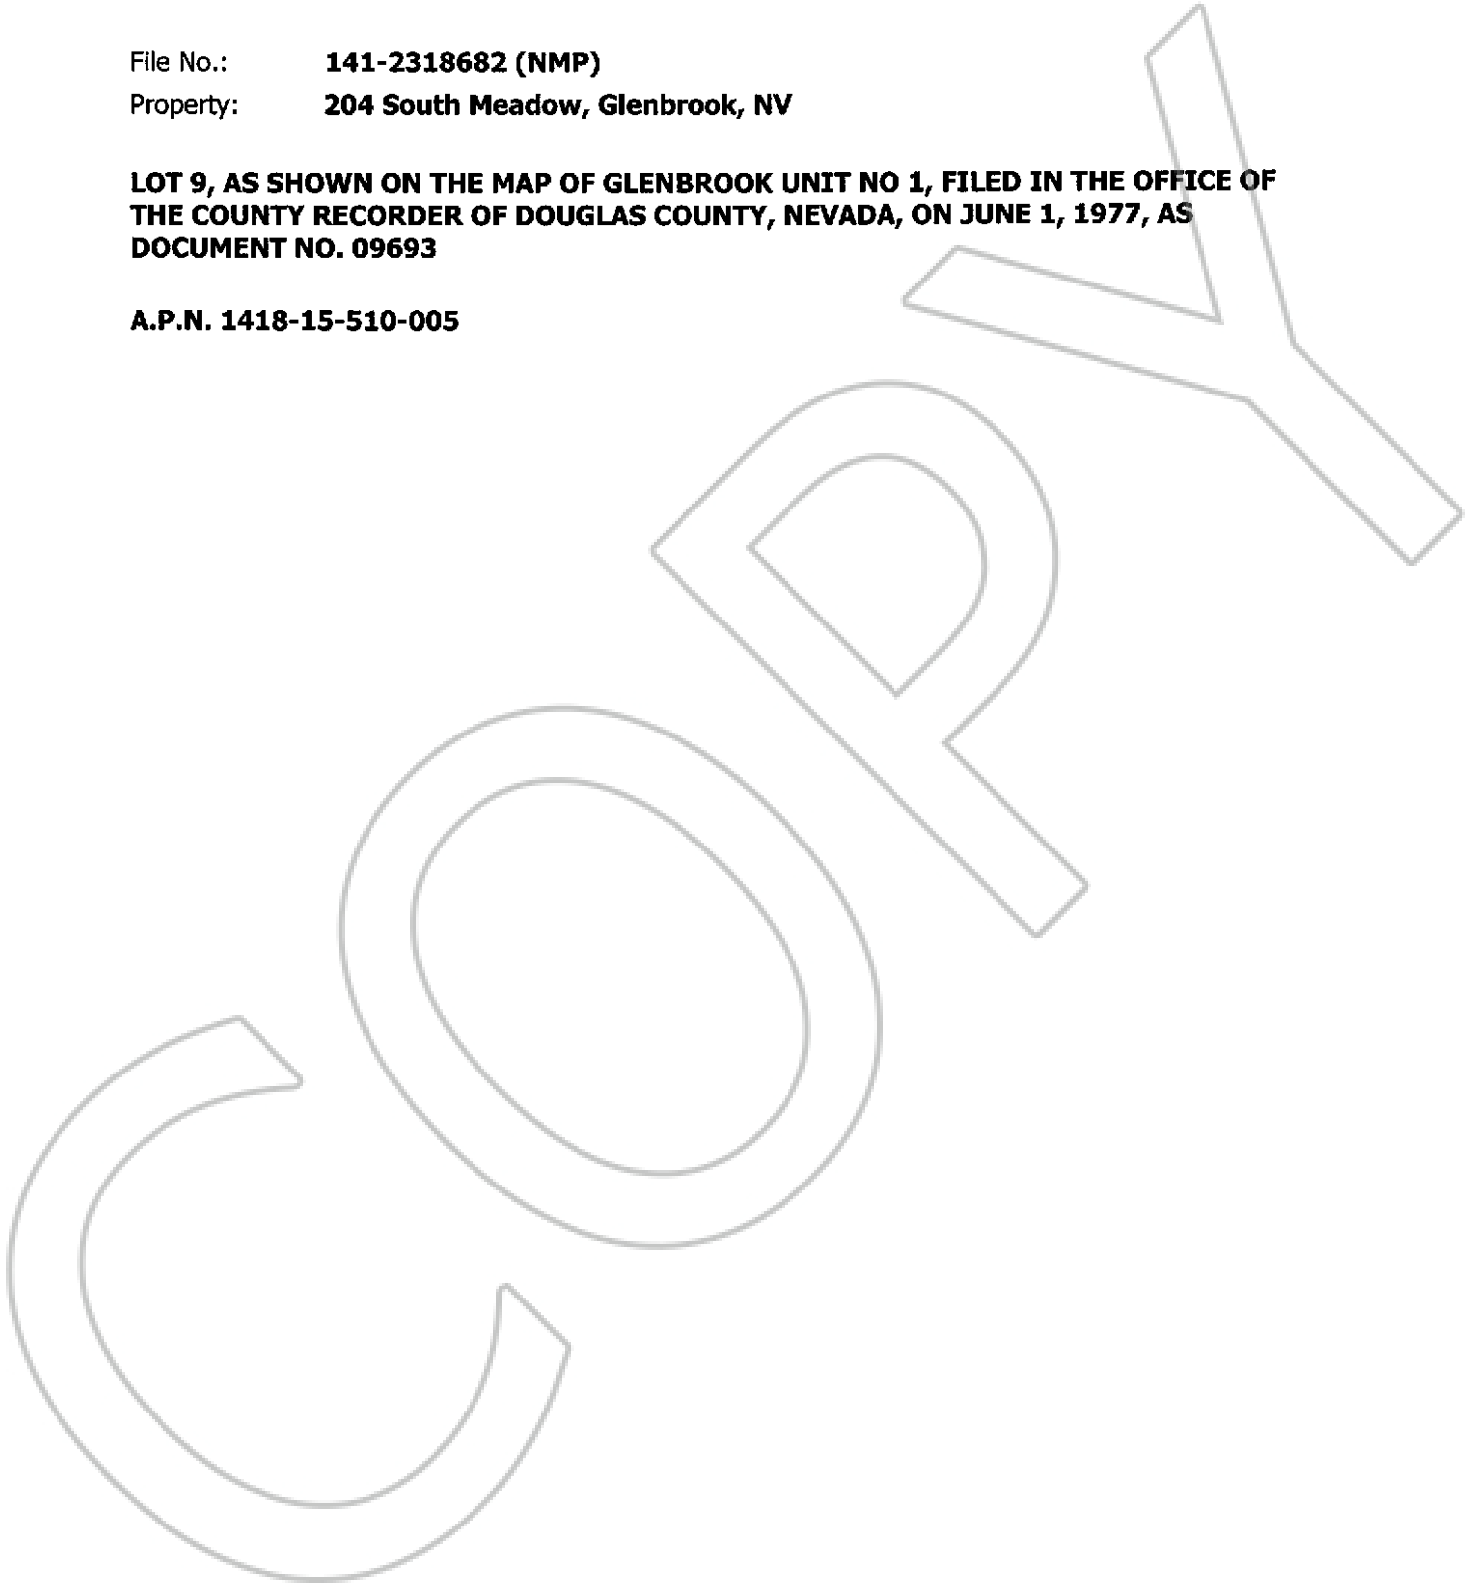 File No.: 141-2318682 (NMP)
Property: 204 South Meadow, Glenbrook, NV
LOT 9, AS SHOWN ON THE MAP OF GLENBROOK UNIT NO 1, FILED IN THE OFFICE OF
THE COUNTY RECORDER OF DOUGLAS COUNTY, NEVADA, ON JUNE 1, 1977, AS
DOCUMENT NO. 09693
A.P.N. 1418-15-510-005
COPY